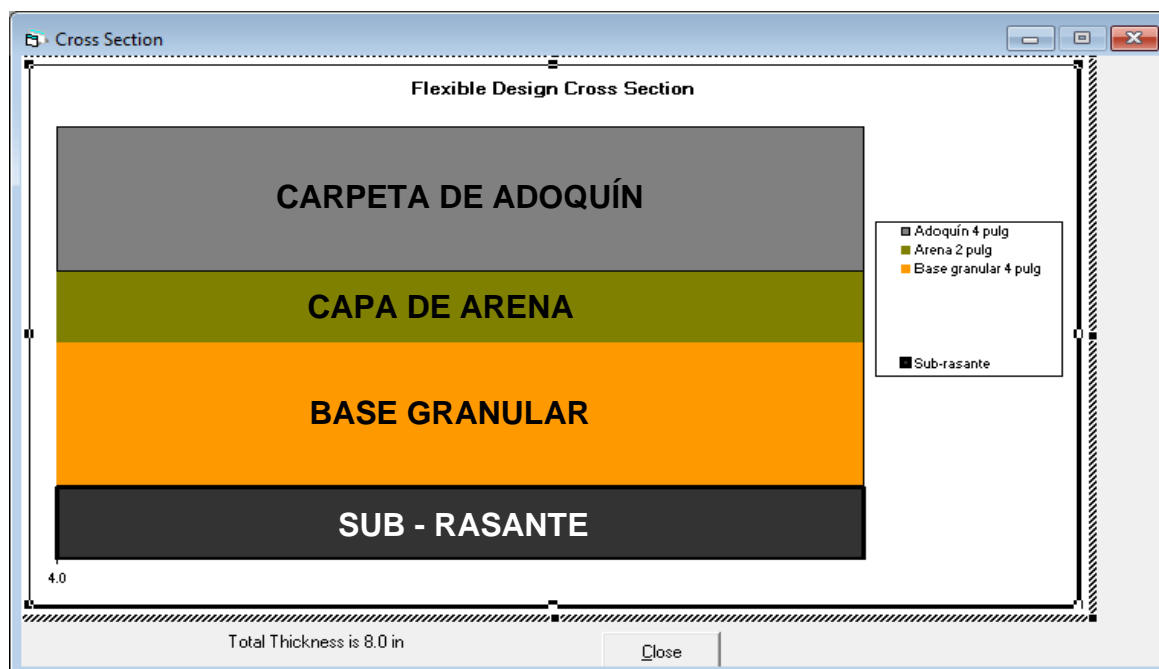 Cross Section
Flexible Design Cross Section
CARPETA DE ADOQUÍN
CAPA DE ARENA
BASE GRANULAR
SUB - RASANTE
4.0
Adoquín 4 pulg
Arena 2 pulg
Base granular 4 pulg
Sub-rasante
Total Thickness is 8.0 in
Close